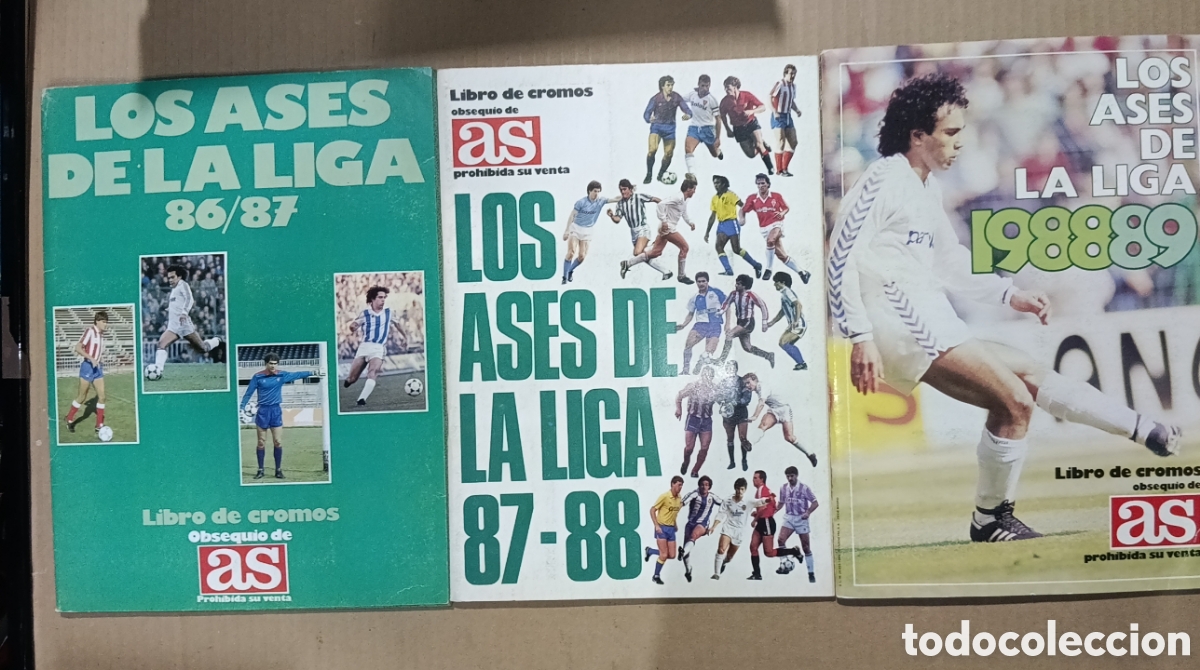 LOS ASES
DE LA LIGA
86/87
Libro de cromos
Obsequio de
as
Prohibida su venta
Libro de cromos
obsequio de
as
prohibida su venta
LOS
ASES DE
LA LIGA
87-88
LOS
ASES
DE
LA LIGA
198889
Libro de cromos
obsequio de
as
prohibida su venta
todocoleccion